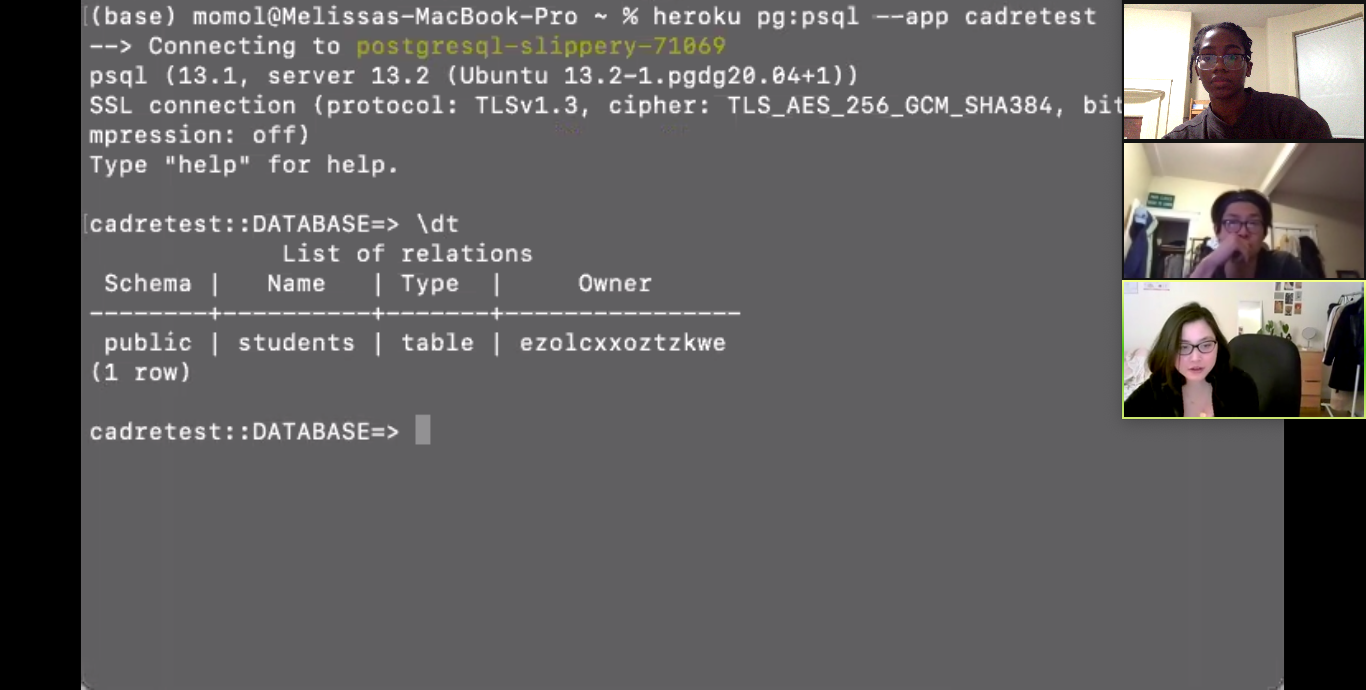 (base) momol@Melissas-MacBook-Pro ~ % heroku pg:psql --app cadretest
--> Connecting to postgresql-slippery-71069
psql (13.1, server 13.2 (Ubuntu 13.2-1.pgdg20.04+1))
SSL connection (protocol: TLSv1.3, cipher: TLS_AES_256_GCM_SHA384, bit
mpression: off)
Type "help" for help.
cadretest::DATABASE=> \dt
List of relations
Schema | Name | Type | Owner
--------+----------+-------+----------------
public | students | table | ezolcxxoztzkwe
(1 row)
cadretest::DATABASE=>